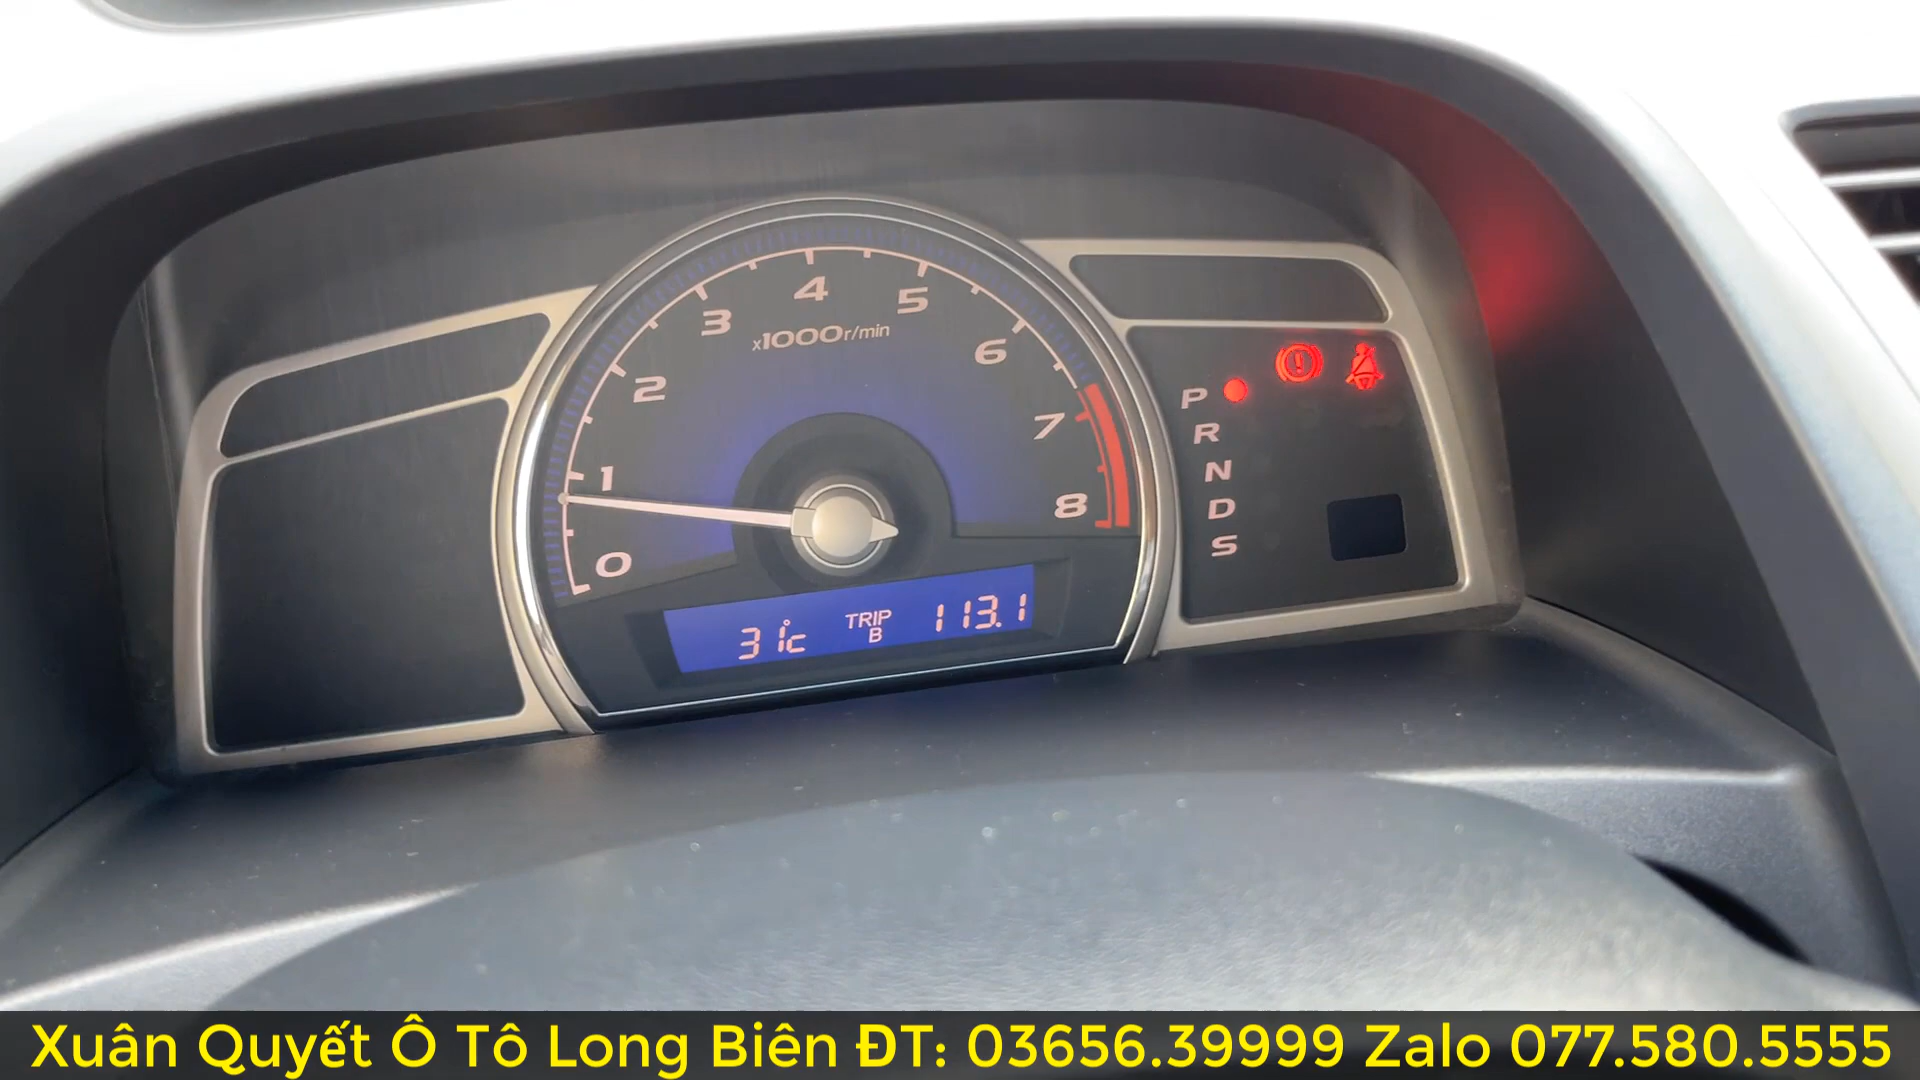 4
3
5
x1000r/min
2
6
7
1
8
0
P
R
N
D
S
31°c TRIP B 113.1
Xuân Quyết Ô Tô Long Biên ĐT: 03656.39999 Zalo 077.580.5555